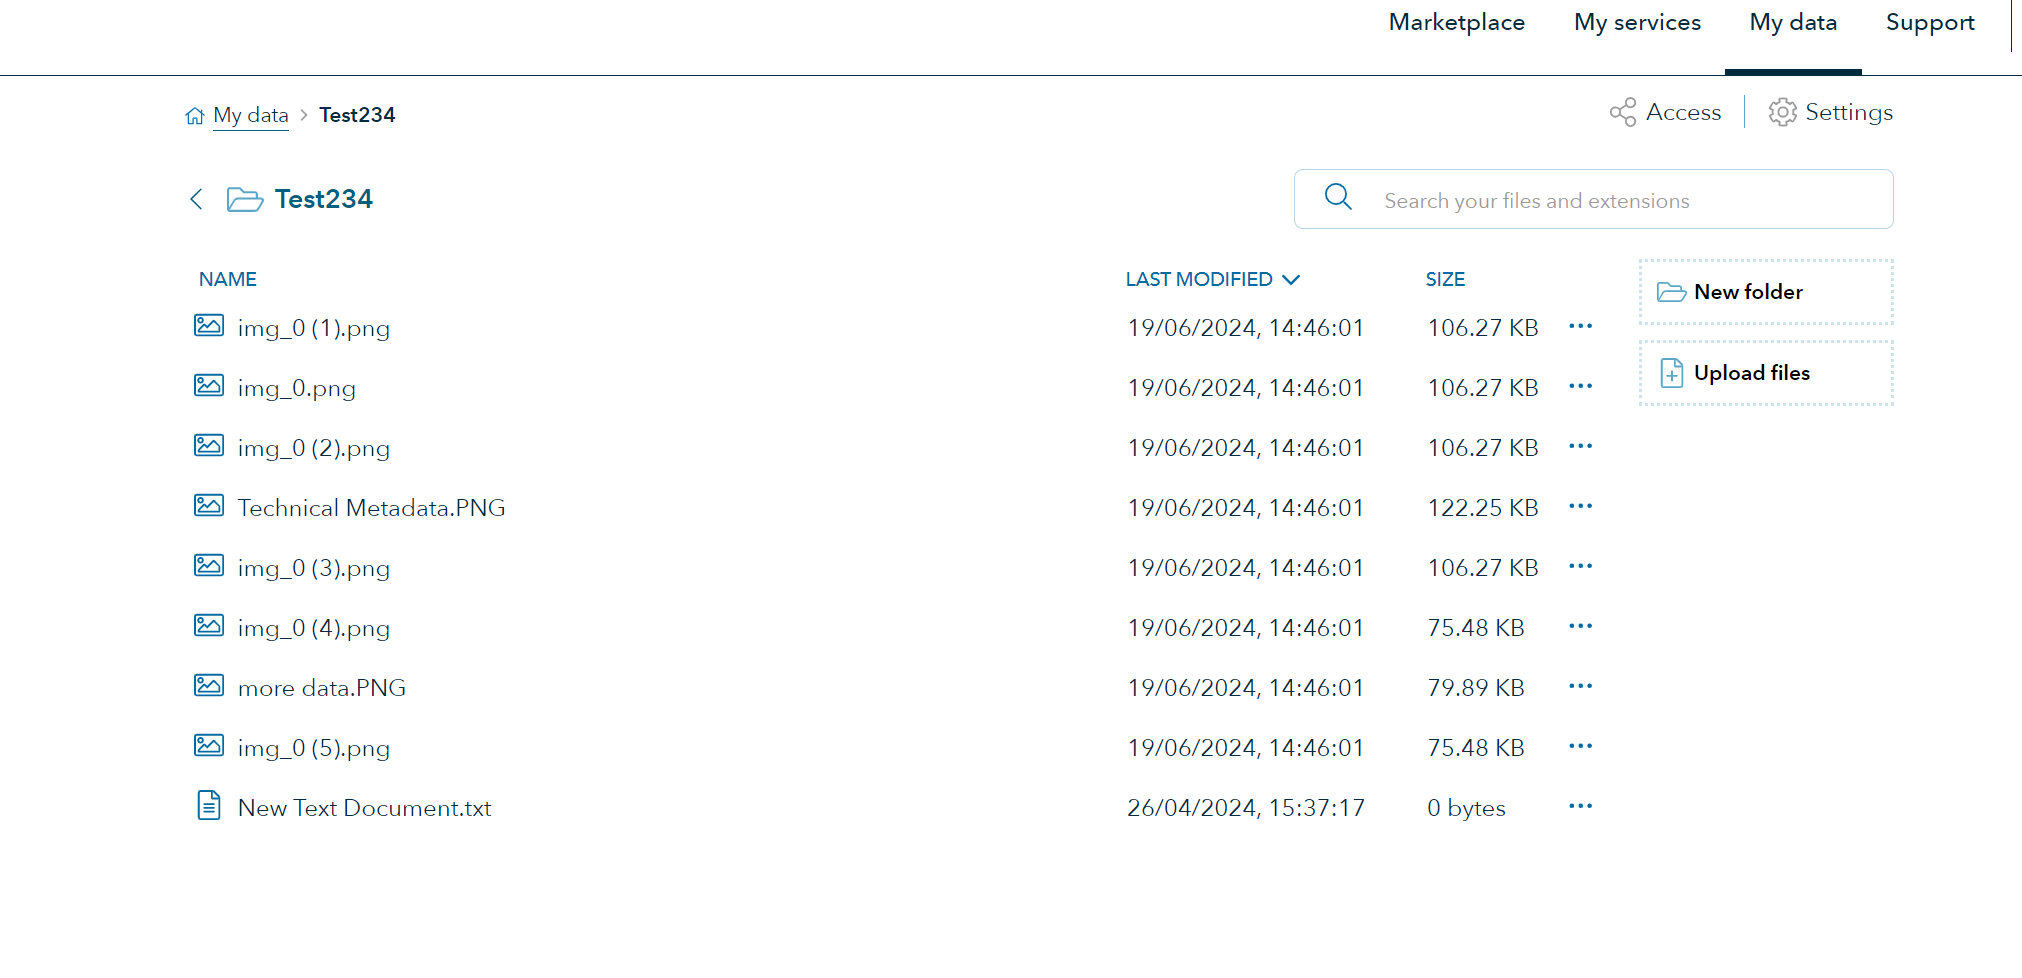 Marketplace My services My data Support
My data > Test234 Access Settings
Test234 Search your files and extensions
NAME LAST MODIFIED SIZE New folder
img_0 (1).png 19/06/2024, 14:46:01 106.27 KB ···
Upload files
img_0.png 19/06/2024, 14:46:01 106.27 KB ···
img_0 (2).png 19/06/2024, 14:46:01 106.27 KB ···
Technical Metadata.PNG 19/06/2024, 14:46:01 122.25 KB ···
img_0 (3).png 19/06/2024, 14:46:01 106.27 KB ···
img_0 (4).png 19/06/2024, 14:46:01 75.48 KB ···
more data.PNG 19/06/2024, 14:46:01 79.89 KB ···
img_0 (5).png 19/06/2024, 14:46:01 75.48 KB ···
New Text Document.txt 26/04/2024, 15:37:17 0 bytes ···